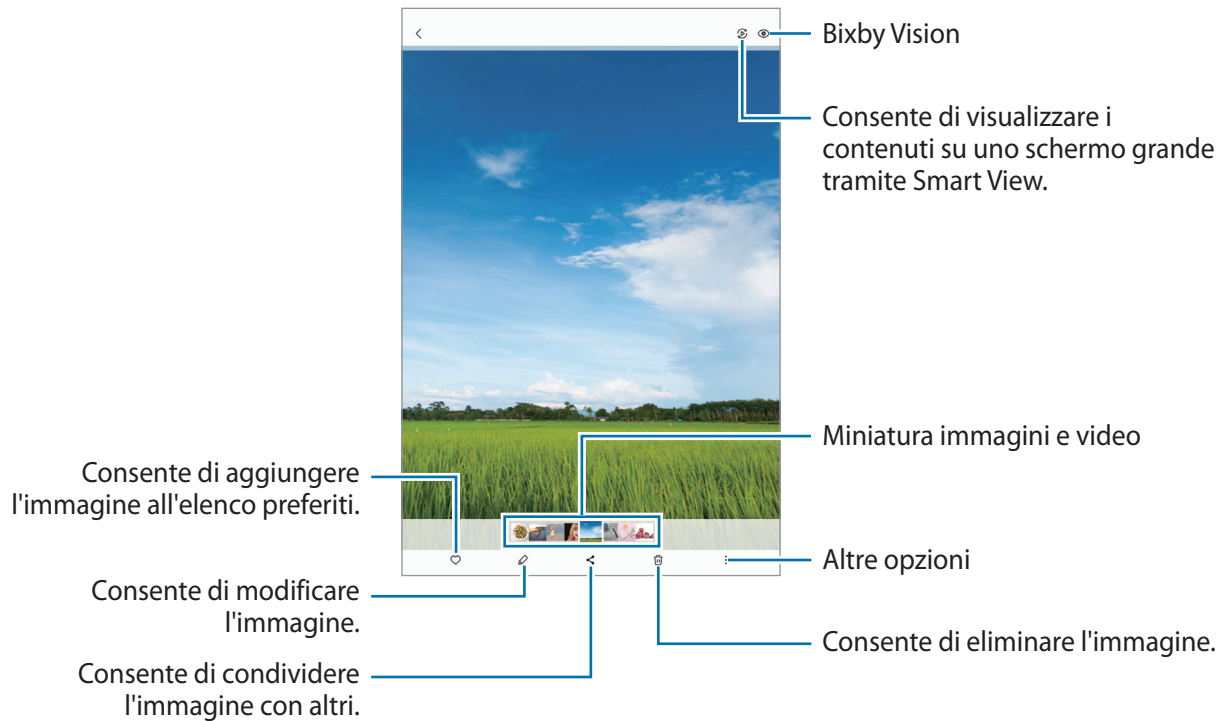 Bixby Vision
Consente di visualizzare i
contenuti su uno schermo grande
tramite Smart View.
Miniatura immagini e video
Consente di aggiungere
l'immagine all'elenco preferiti.
Altre opzioni
Consente di modificare
l'immagine.
Consente di eliminare l'immagine.
Consente di condividere
l'immagine con altri.